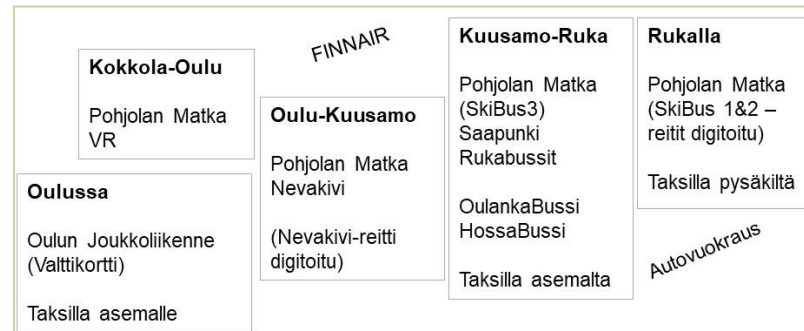 Kokkola-Oulu
Pohjolan Matka
VR
Oulussa
Oulun Joukkoliikenne
(Valttikortti)
Taksilla asemalle
FINNAIR
Oulu-Kuusamo
Pohjolan Matka
Nevakivi
(Nevakivi-reitti
digitoitu)
Kuusamo-Ruka
Pohjolan Matka
(SkiBus3)
Saapunki
Rukabussit
OulankaBussi
HossaBussi
Taksilla asemalta
Rukalla
Pohjolan Matka
(SkiBus 1&2 –
reitit digitoitu)
Taksilla pysäkiltä
Autovuokraus